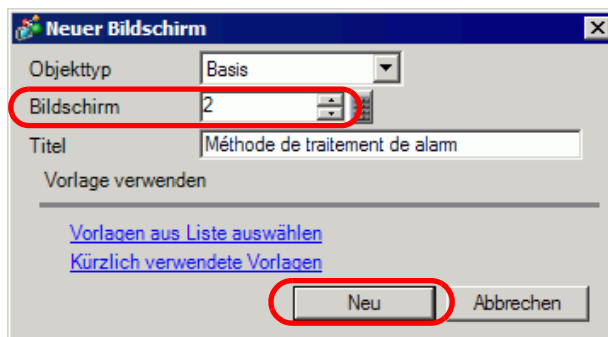 Neuer Bildschirm
Objekttyp Basis
Bildschirm 2
Titel Méthode de traitement de alarm
Vorlage verwenden
Vorlagen aus Liste auswählen
Kürzlich verwendete Vorlagen
Neu Abbrechen